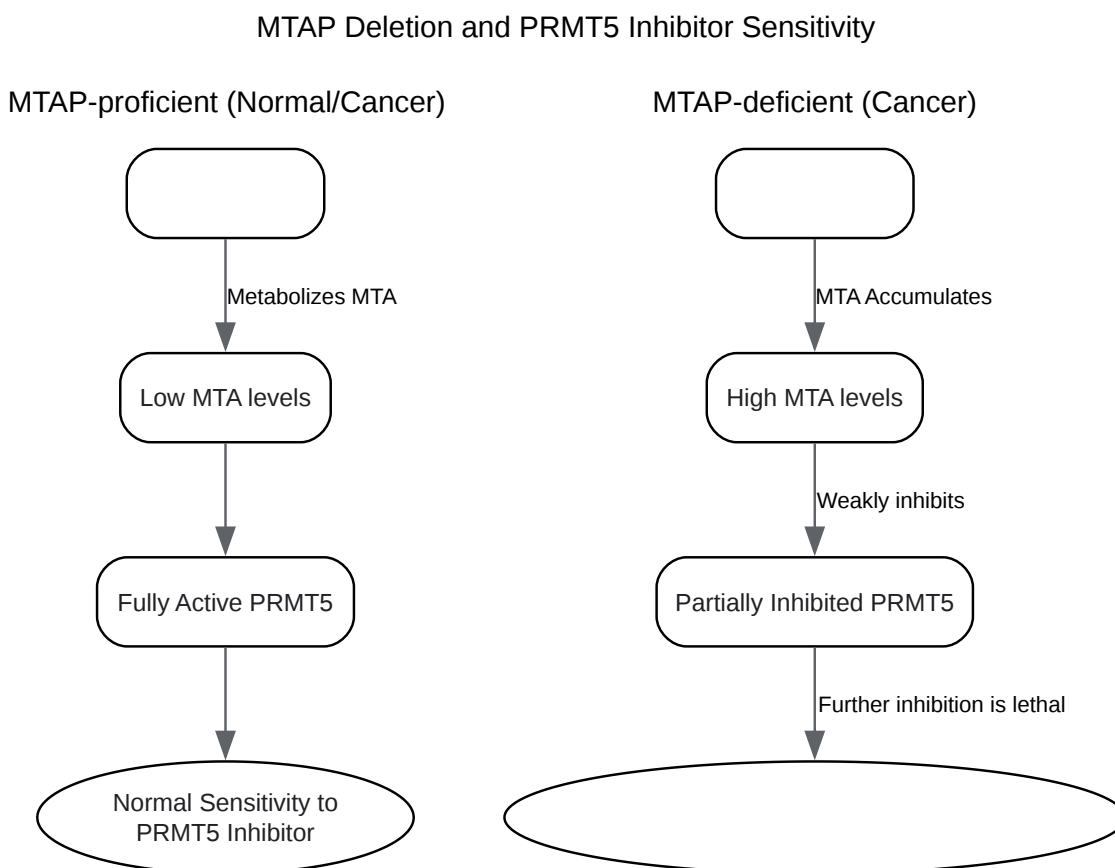 MTAP Deletion and PRMT5 Inhibitor Sensitivity
MTAP-proficient (Normal/Cancer)
Metabolizes MTA
Low MTA levels
Fully Active PRMT5
Normal Sensitivity to
PRMT5 Inhibitor
MTAP-deficient (Cancer)
MTA Accumulates
High MTA levels
Weakly inhibits
Partially Inhibited PRMT5
Further inhibition is lethal